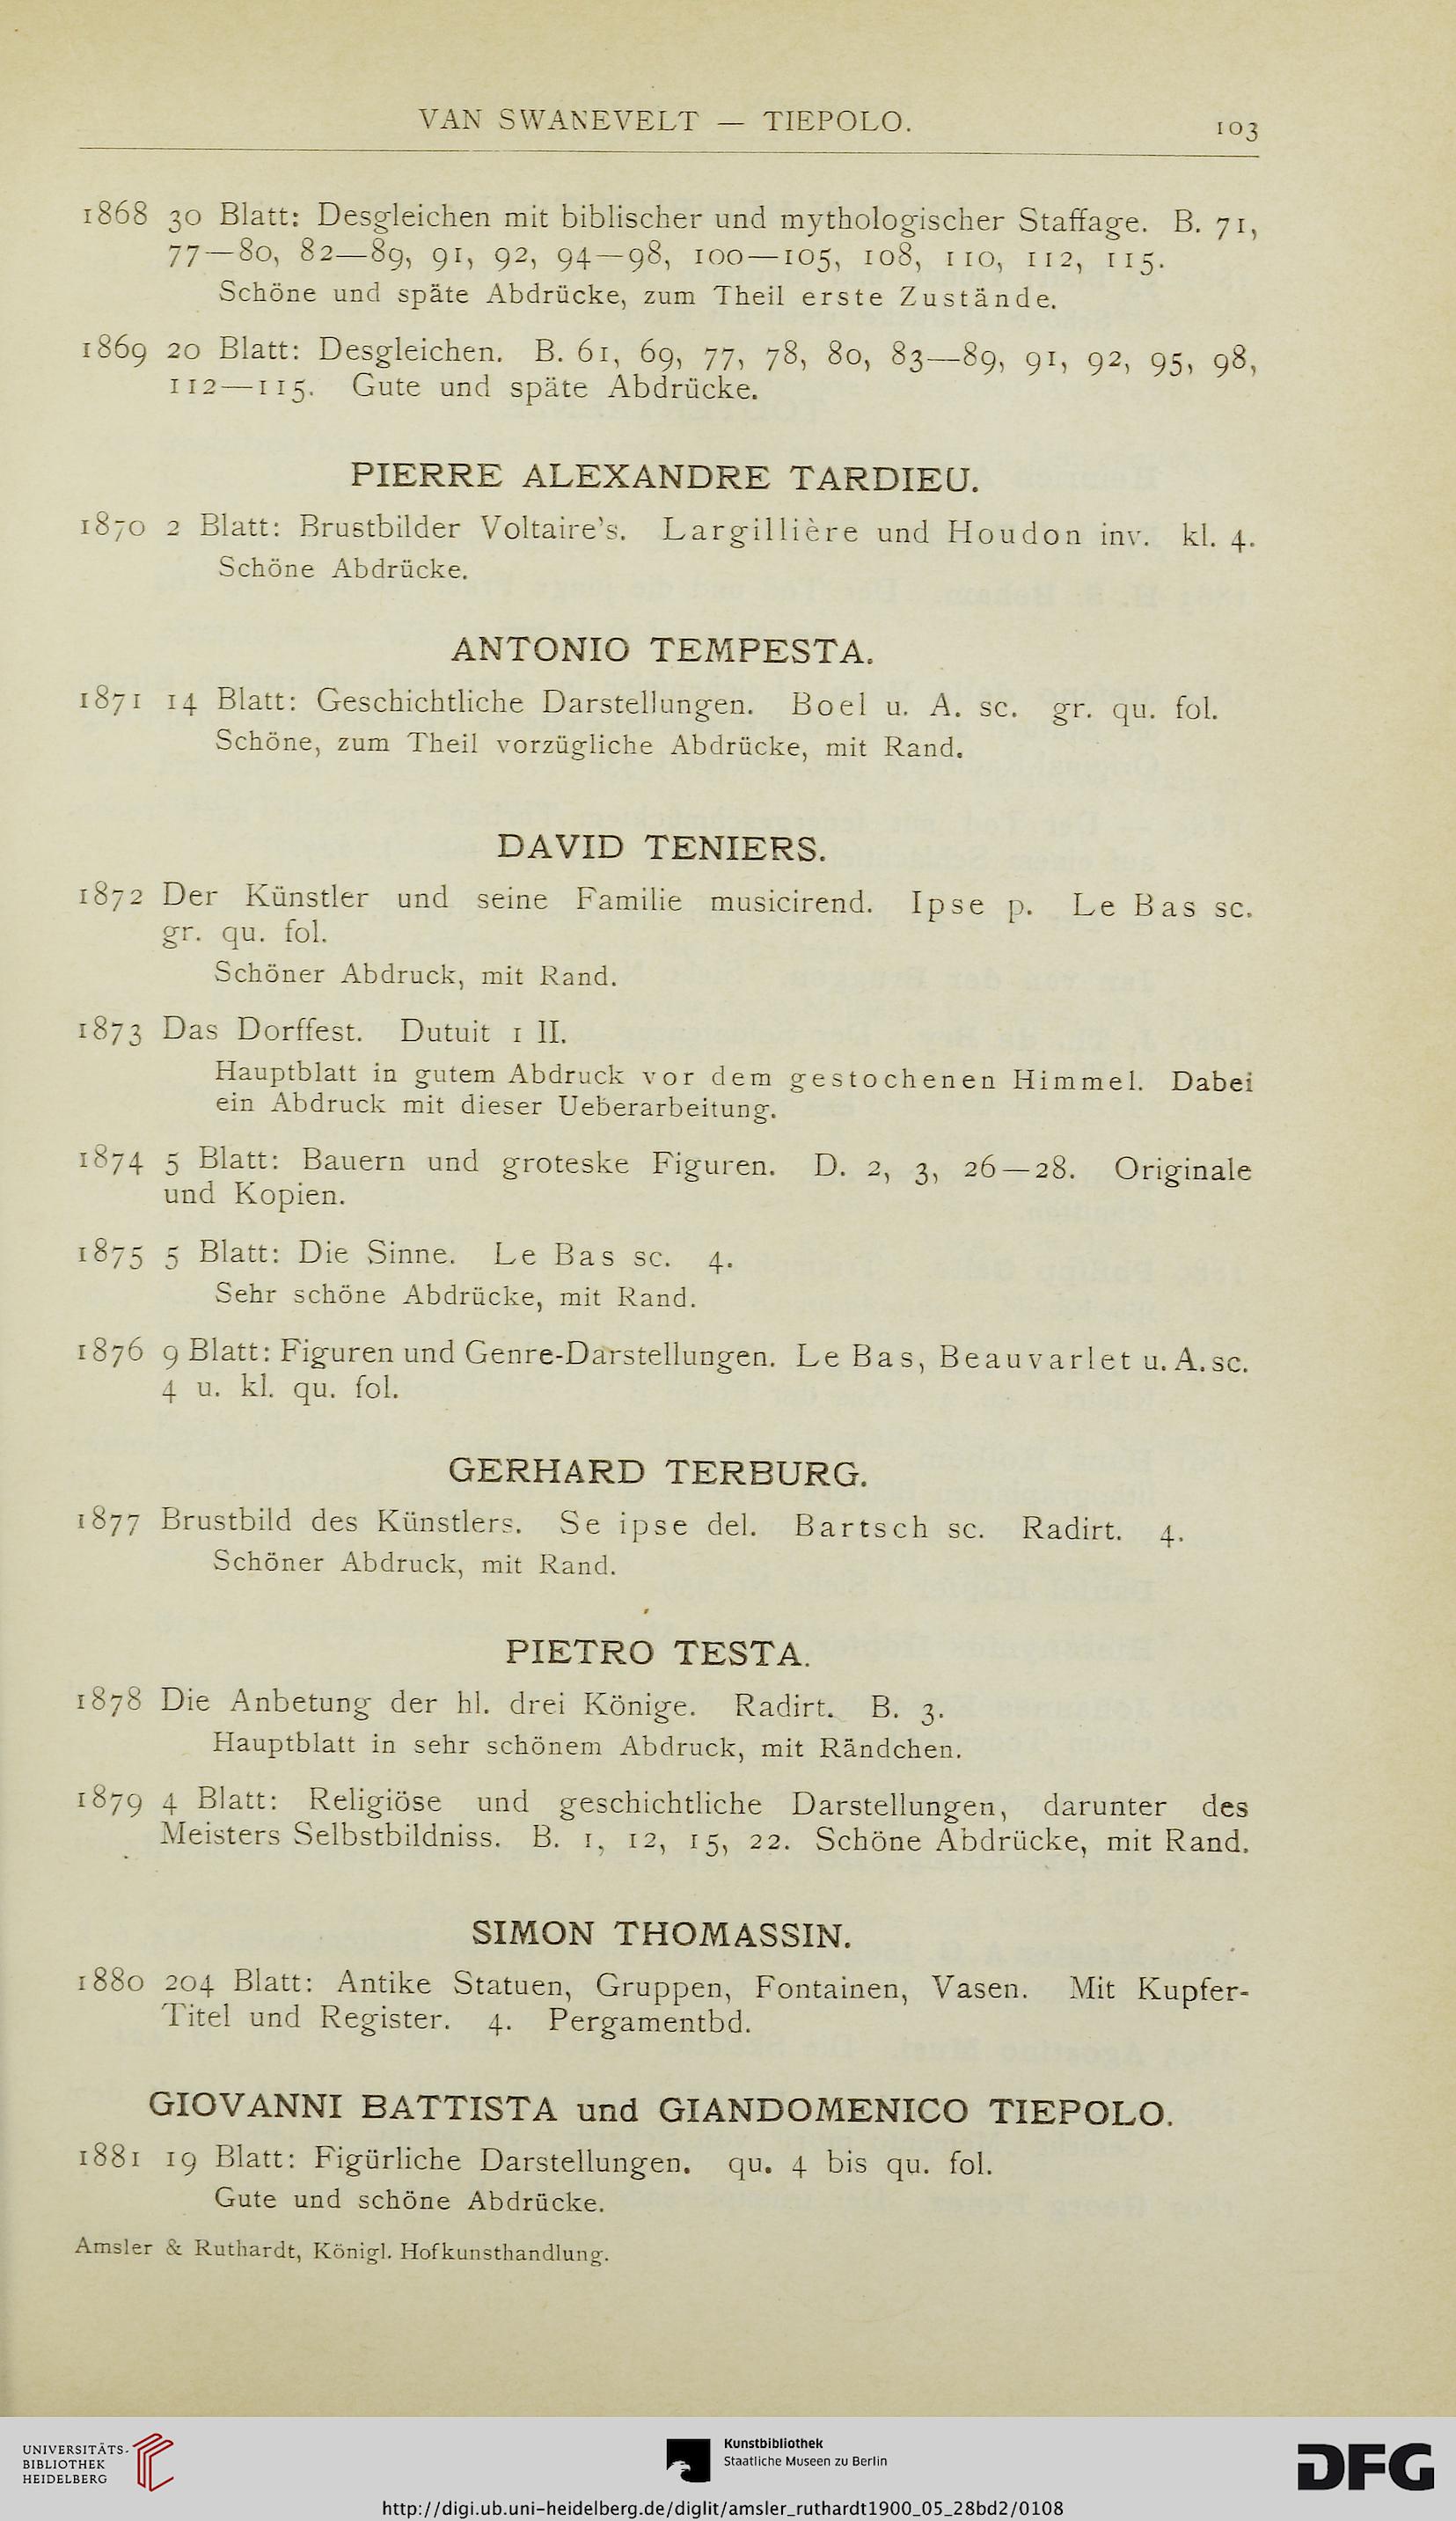 VAN SWANEVELT — TIEPOLO.
103
1868 30 Blatt: Desgleichen mit biblischer und mythologischer Staffage. B. 71,
77—80, 82—89, 91, 92, 94—98, 100—105, 108, 110, 112, 115.
Schöne und späte Abdrücke, zum Theil erste Zustände.
1869 20 Blatt: Desgleichen. B. 61, 69, 77, 78, 80, 83—89, 91, 92, 95, 98,
112—115. Gute und späte Abdrücke.
PIERRE ALEXANDRE TARDIEU.
1870 2 Blatt: Brustbilder Voltaire's. Largillière und Houdon inv. kl. 4.
Schöne Abdrücke.
ANTONIO TEMPESTA.
1871 14 Blatt: Geschichtliche Darstellungen. Boel u. A. sc. gr. qu. fol.
Schöne, zum Theil vorzügliche Abdrücke, mit Rand.
DAVID TENIERS.
1872 Der Künstler und seine Familie musicirend. Ipse p. Le Bas sc.
gr. qu. fol.
Schöner Abdruck, mit Rand.
1873 Das Dorffest. Dutuit 1 II.
Hauptblatt in gutem Abdruck vor dem gestochenen Himmel. Dabei
ein Abdruck mit dieser Ueberarbeitung.
1874 5 Blatt: Bauern und groteske Figuren. D. 2, 3, 26—28. Originale
und Kopien.
1875 5 Blatt: Die Sinne. Le Bas sc. 4.
Sehr schöne Abdrücke, mit Rand.
1876 9 Blatt: Figuren und Genre-Darstellungen. Le Bas, Beauvarlet u. A. sc.
4 u. kl. qu. fol.
GERHARD TERBURG.
1877 Brustbild des Künstlers. Se ipse del. Bartsch sc. Radirt. 4.
Schöner Abdruck, mit Rand.
PIETRO TESTA.
1878 Die Anbetung der hl. drei Könige. Radirt. B. 3.
Hauptblatt in sehr schönem Abdruck, mit Rändchen.
1879 4 Blatt: Religiöse und geschichtliche Darstellungen, darunter des
Meisters Selbstbildniss. B. 1, 12, 15, 22. Schöne Abdrücke, mit Rand.
SIMON THOMASSIN.
1880 204 Blatt: Antike Statuen, Gruppen, Fontainen, Vasen. Mit Kupfer-
Titel und Register. 4. Pergamentbd.
GIOVANNI BATTISTA und GIANDOMENICO TIEPOLO.
1881 19 Blatt: Figürliche Darstellungen. qu. 4 bis qu. fol.
Gute und schöne Abdrücke.
Amsler & Ruthardt, Königl. Hofkunsthandlung.
UNIVERSITÄTS-
BIBLIOTHEK
HEIDELBERG
Kunstbibliothek
Staatliche Museen zu Berlin
DFG
http://digi.ub.uni-heidelberg.de/diglit/amsler_ruthardt1900_05_28bd2/0108